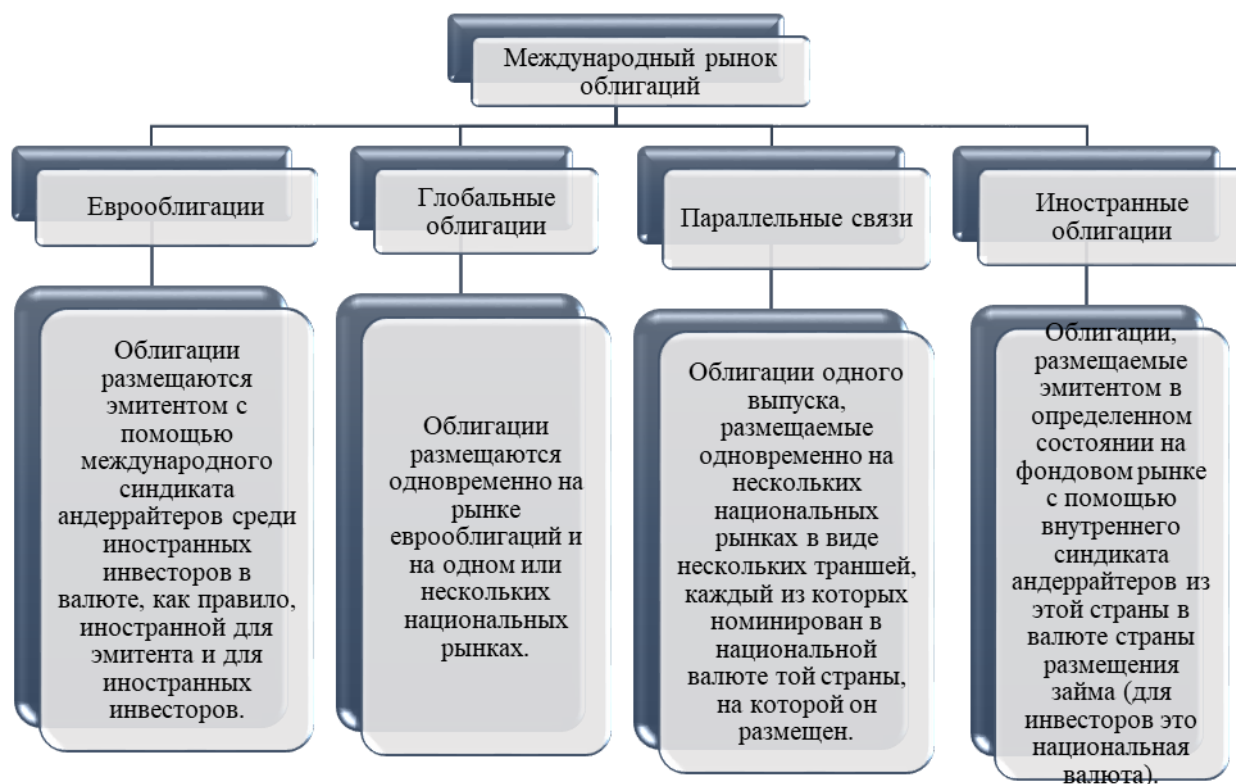 Международный рынок
облигаций
Еврооблигации
Глобальные
облигации
Параллельные связи
Иностранные
облигации
Облигации
размещаются
эмитентом с
помощью
международного
синдиката
андеррайтеров среди
иностранных
инвесторов в
валюте, как правило,
иностранной для
эмитента и для
иностранных
инвесторов.
Облигации
размещаются
одновременно на
рынке
еврооблигаций и
на одном или
нескольких
национальных
рынках.
Облигации одного
выпуска,
размещаемые
одновременно на
нескольких
национальных
рынках в виде
нескольких траншей,
каждый из которых
номинирован в
национальной
валюте той страны,
на которой он
размещен.
Облигации,
размещаемые
эмитентом в
определенном
состоянии на
фондовом рынке
с помощью
внутреннего
синдиката
андеррайтеров из
этой страны в
валюте страны
размещения
займа (для
инвесторов это
национальная
валюта).